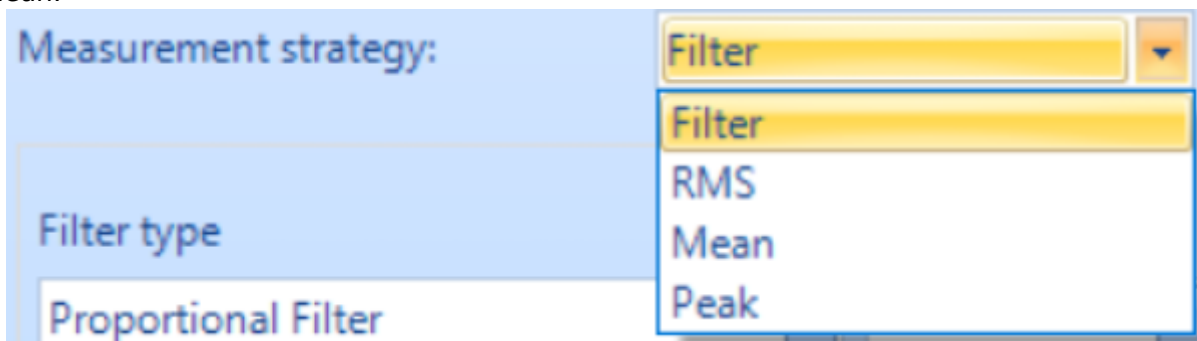 Measurement strategy: Filter
Filter
RMS
Filter type
Mean
Proportional Filter
Peak